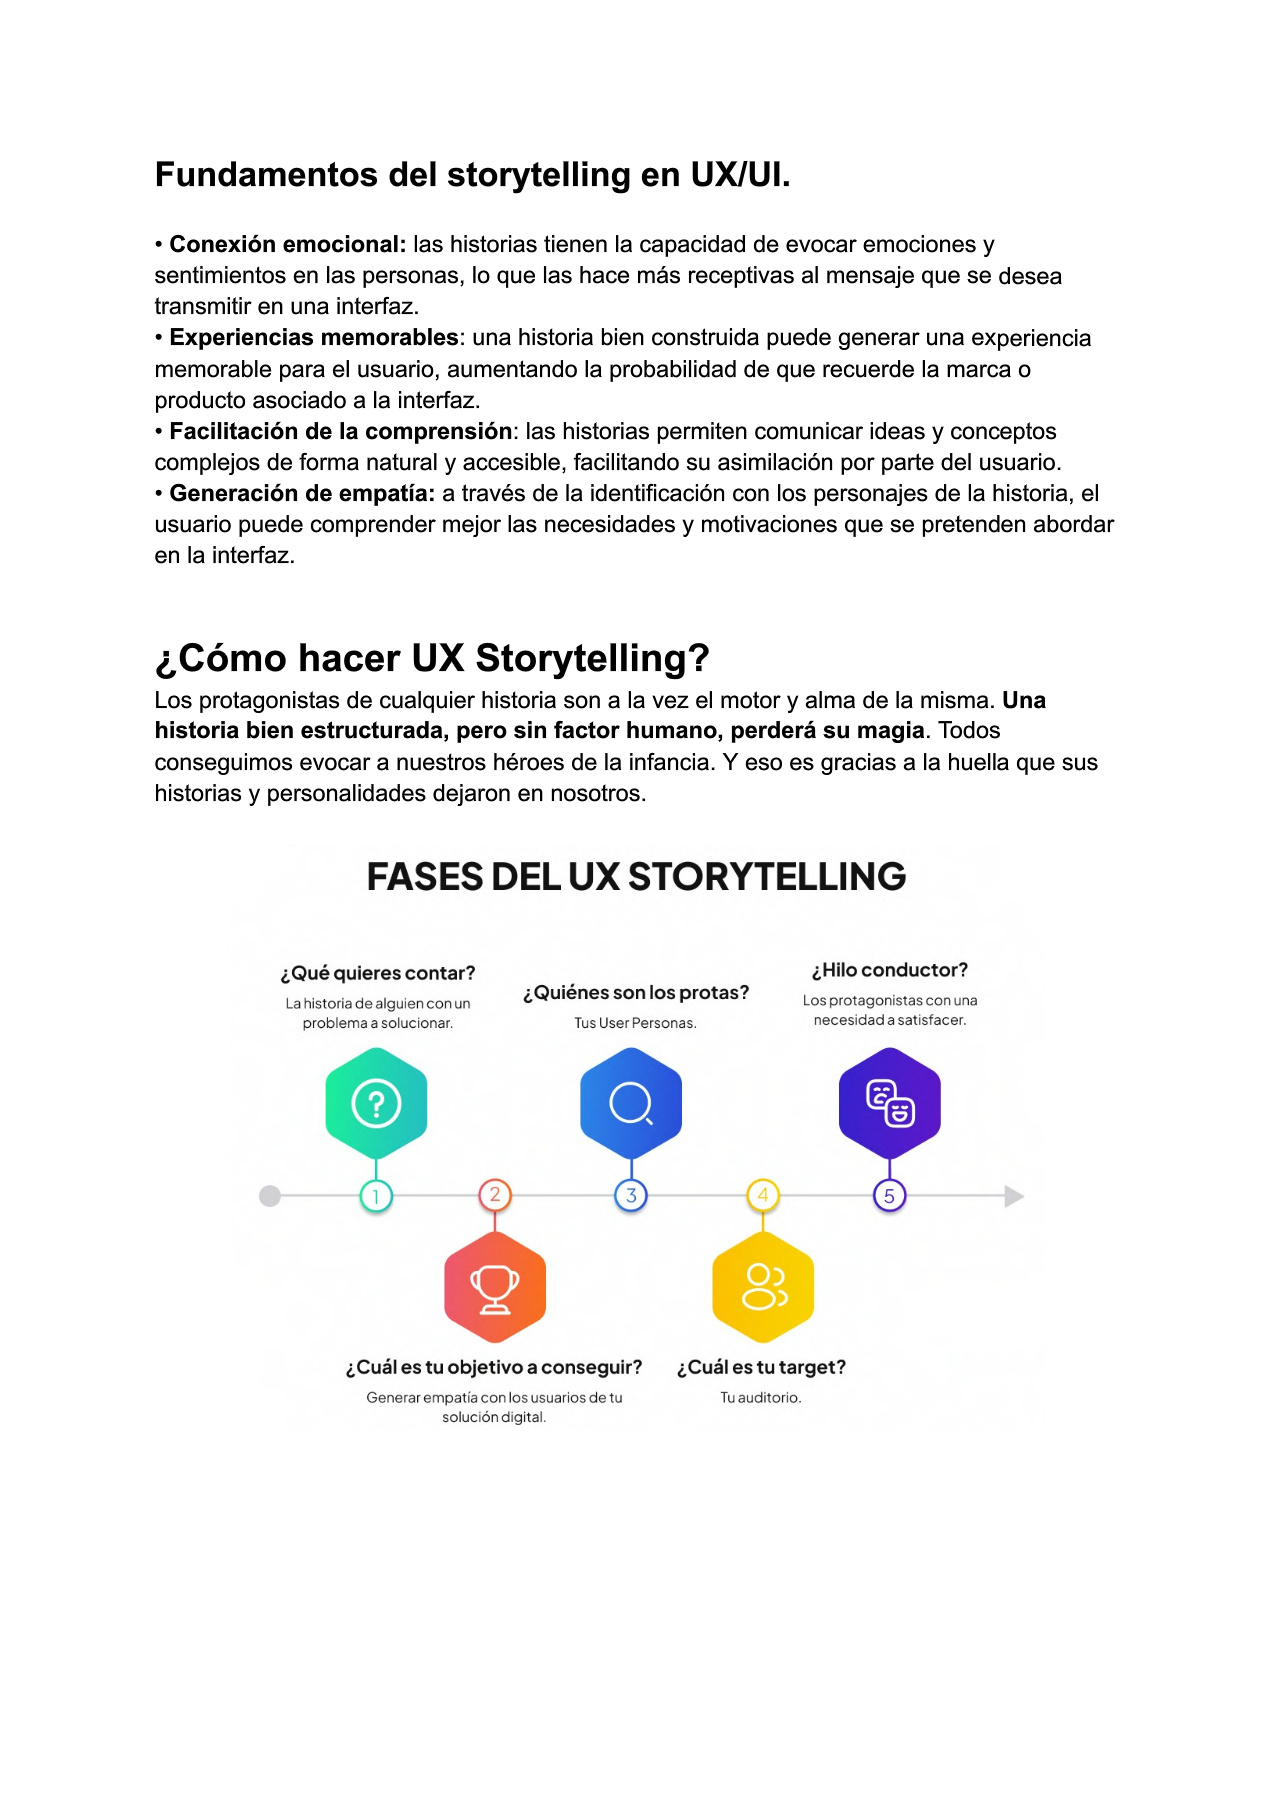 Fundamentos del storytelling en UX/UI.
• Conexión emocional: las historias tienen la capacidad de evocar emociones y
sentimientos en las personas, lo que las hace más receptivas al mensaje que se desea
transmitir en una interfaz.
• Experiencias memorables: una historia bien construida puede generar una experiencia
memorable para el usuario, aumentando la probabilidad de que recuerde la marca o
producto asociado a la interfaz.
• Facilitación de la comprensión: las historias permiten comunicar ideas y conceptos
complejos de forma natural y accesible, facilitando su asimilación por parte del usuario.
• Generación de empatía: a través de la identificación con los personajes de la historia, el
usuario puede comprender mejor las necesidades y motivaciones que se pretenden abordar
en la interfaz.
¿Cómo hacer UX Storytelling?
Los protagonistas de cualquier historia son a la vez el motor y alma de la misma. Una
historia bien estructurada, pero sin factor humano, perderá su magia. Todos
conseguimos evocar a nuestros héroes de la infancia. Y eso es gracias a la huella que sus
historias y personalidades dejaron en nosotros.
FASES DEL UX STORYTELLING
¿Qué quieres contar?
La historia de alguien con un
problema a solucionar.
?
1
2
¿Cuál es tu objetivo a conseguir?
Generar empatía con los usuarios de tu
solución digital.
¿Quiénes son los protas?
Tus User Personas.
3
4
¿Cuál es tu target?
Tu auditorio.
¿Hilo conductor?
Los protagonistas con una
necesidad a satisfacer.
5